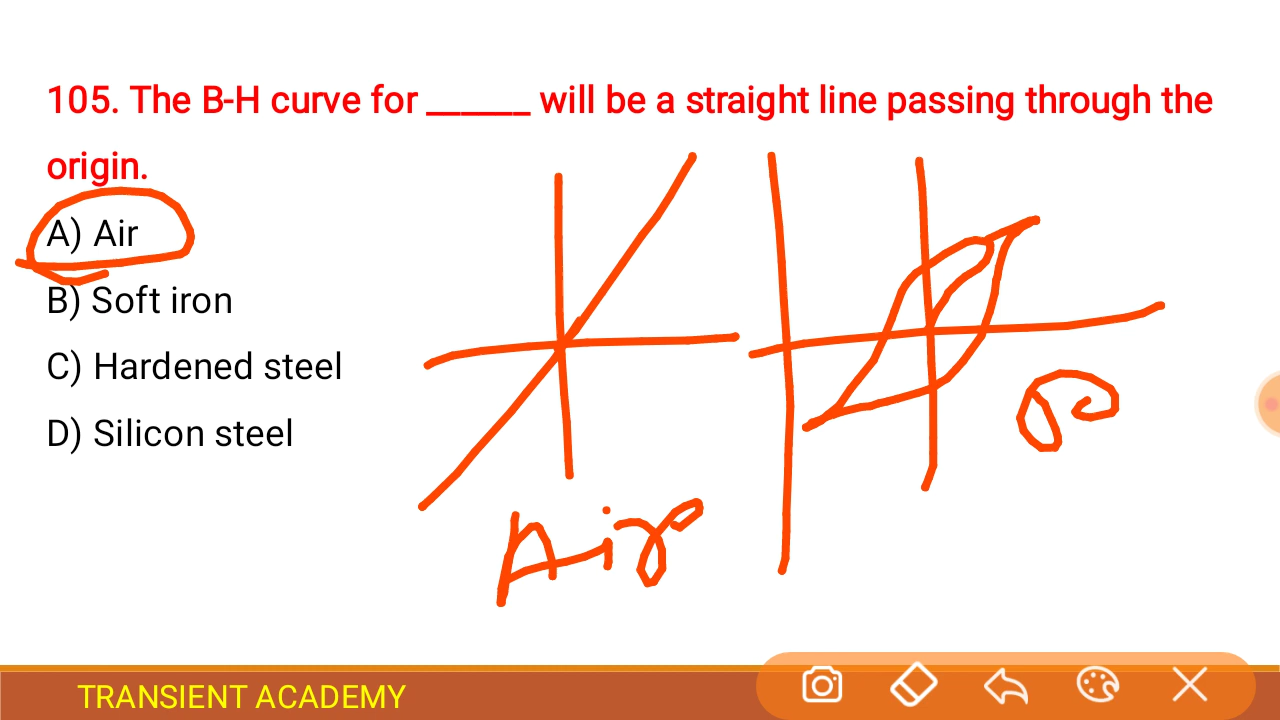 105. The B-H curve for ______ will be a straight line passing through the
origin.
A) Air
B) Soft iron
C) Hardened steel
D) Silicon steel
Air
TRANSIENT ACADEMY